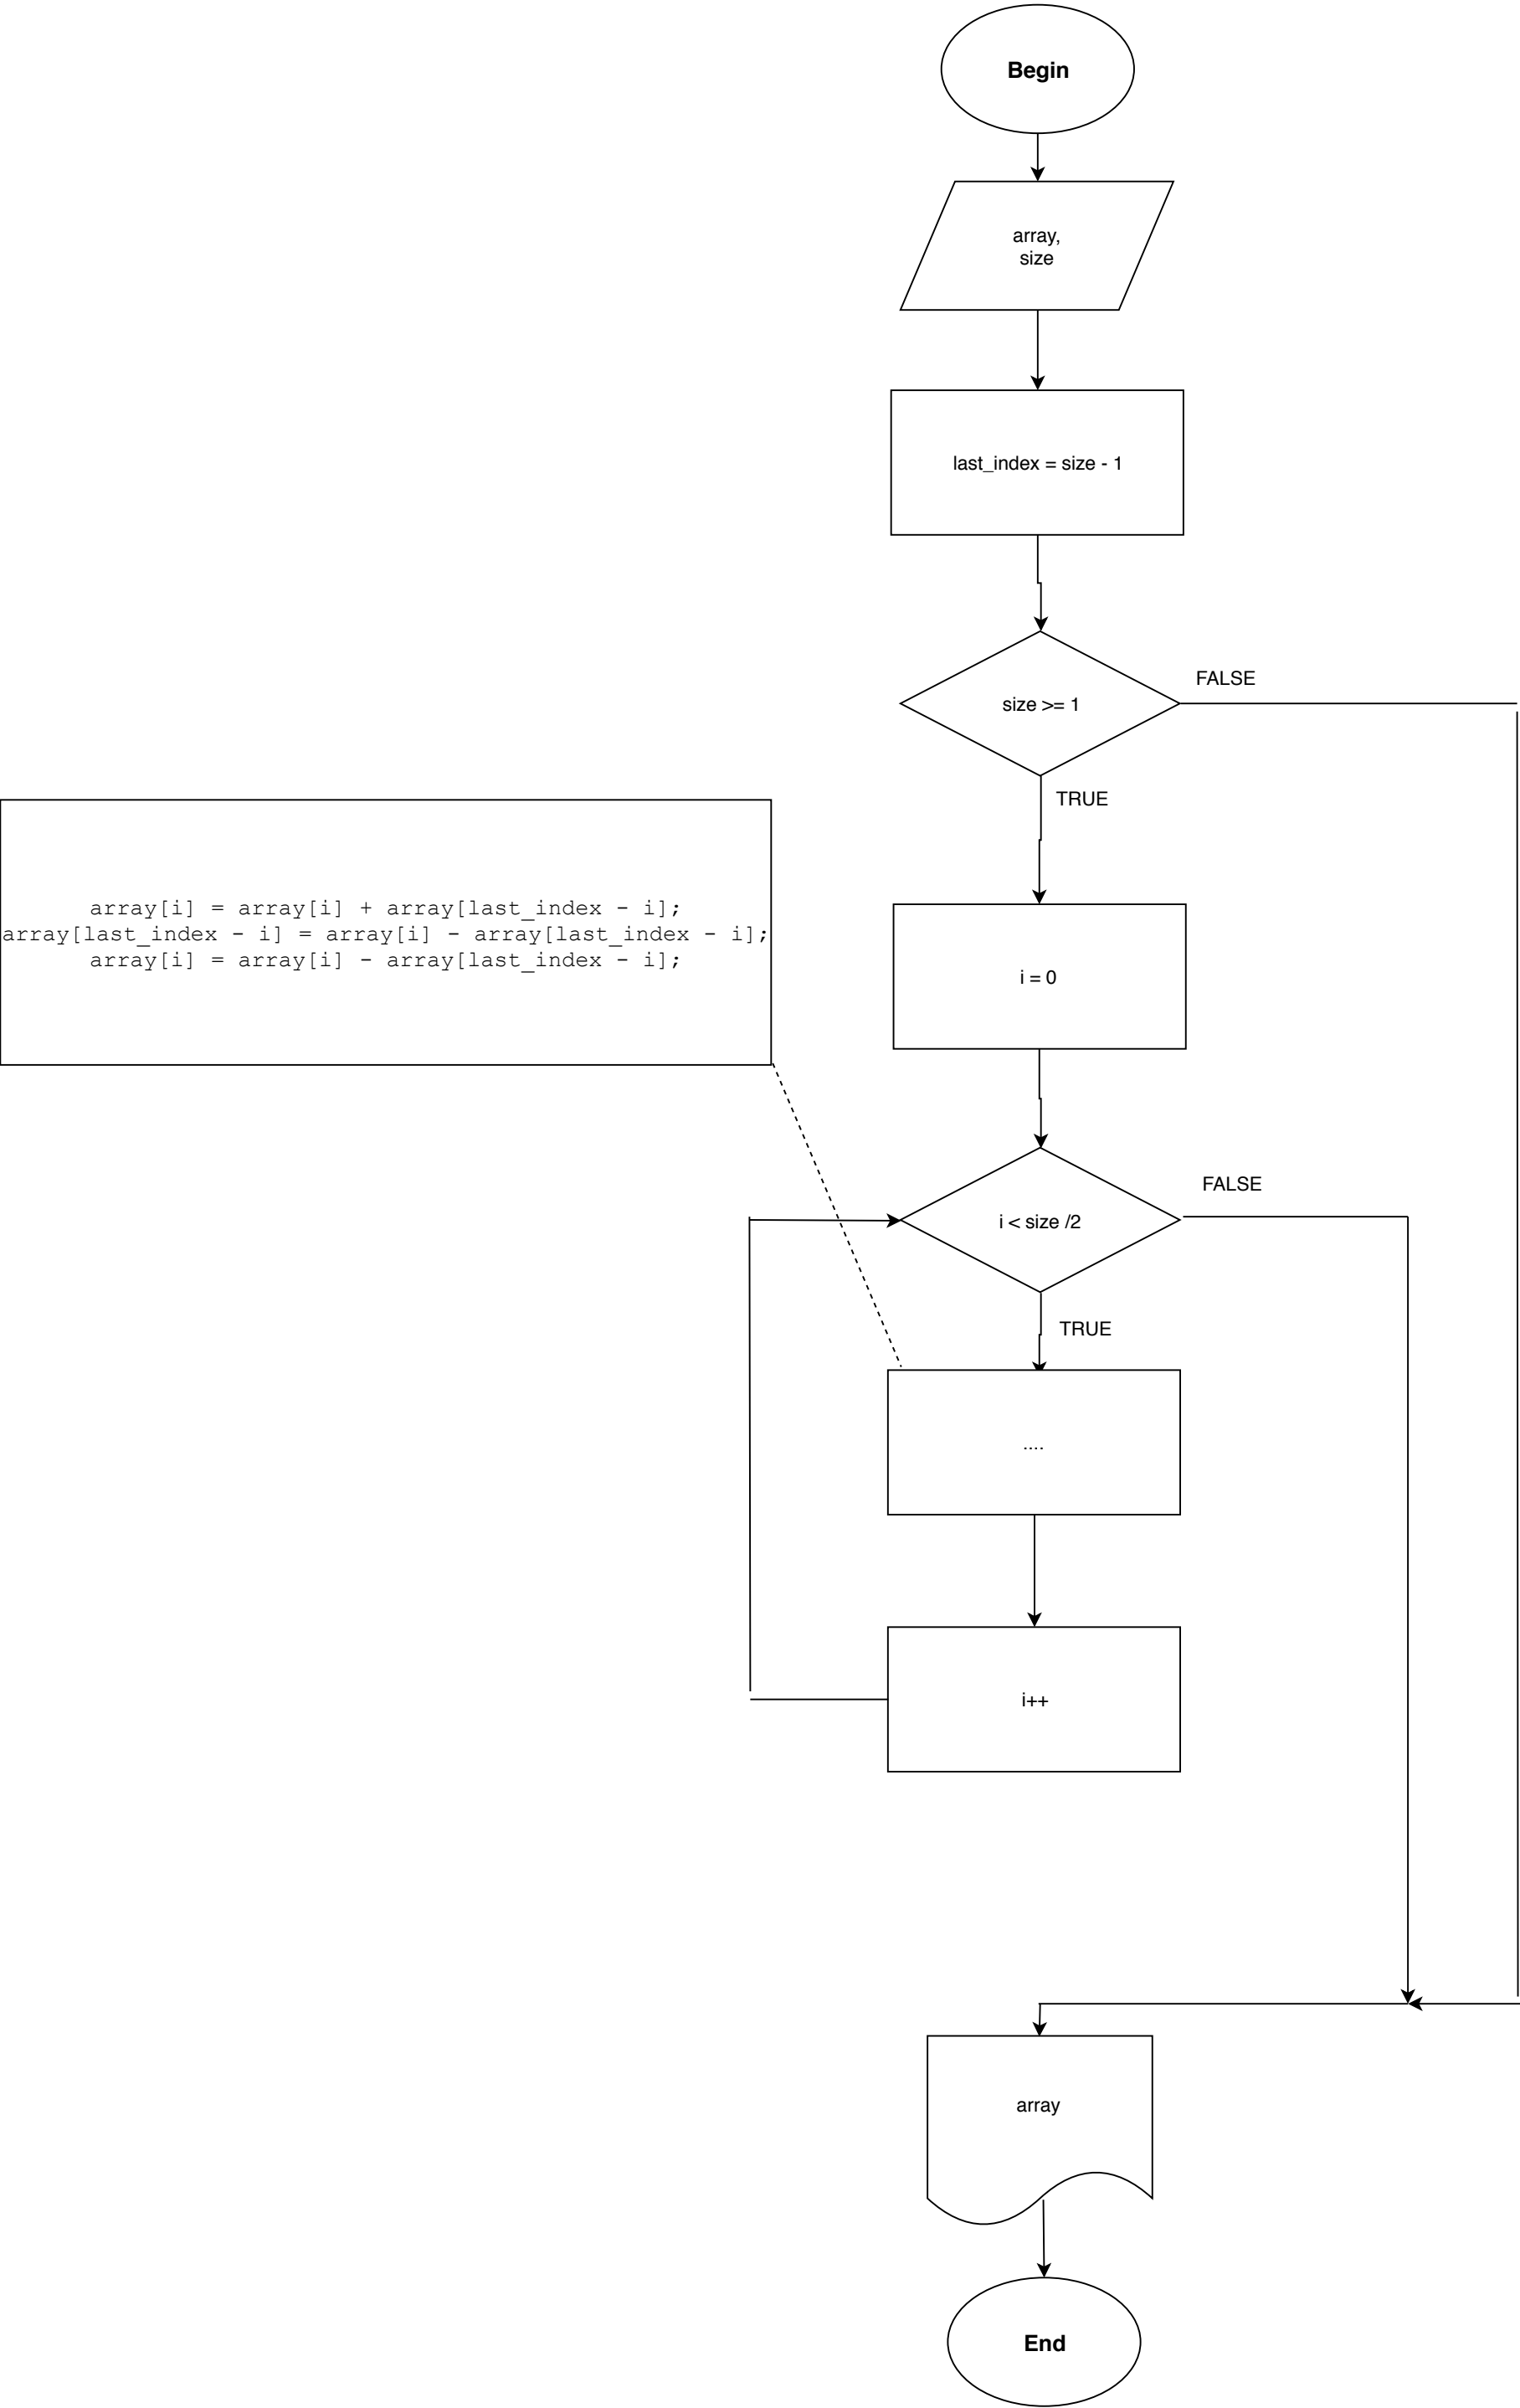 Begin
array,
size
last_index = size - 1
size >= 1
FALSE
TRUE
array[i] = array[i] + array[last_index - i];
array[last_index - i] = array[i] - array[last_index - i];
array[i] = array[i] - array[last_index - i];
i = 0
i < size /2
FALSE
TRUE
....
i++
array
End